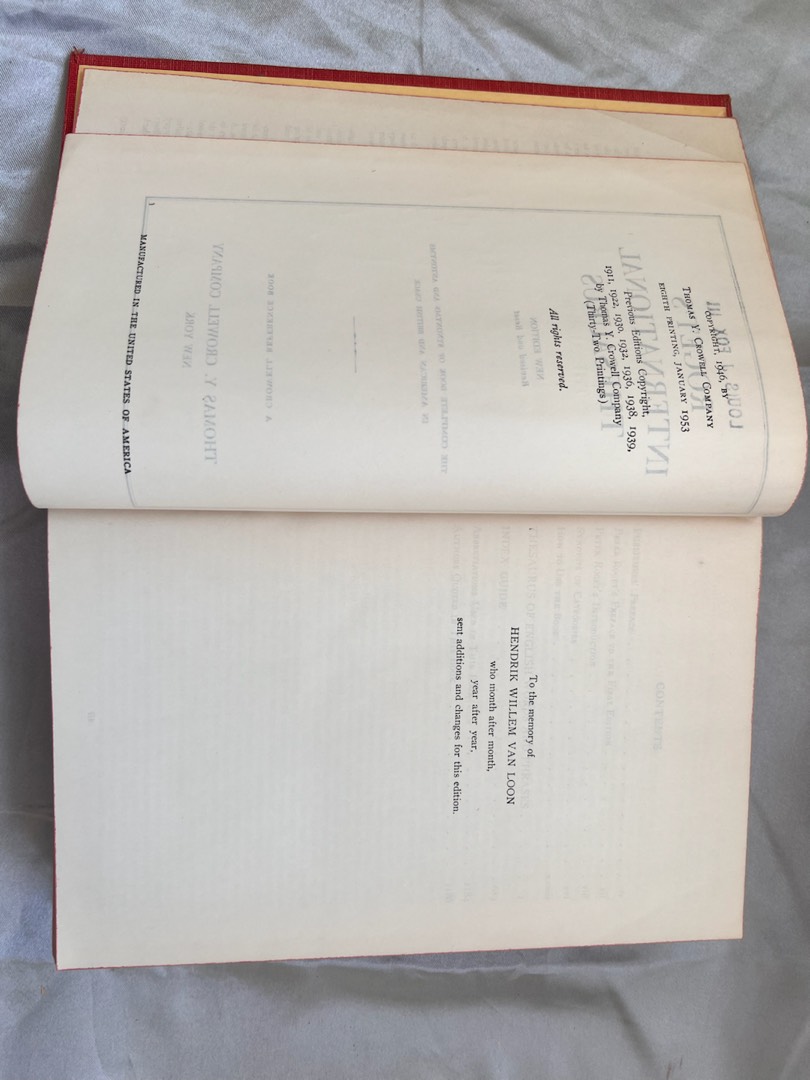 COPYRIGHT, 1946, BY
THOMAS Y. CROWELL COMPANY
EIGHTH PRINTING, JANUARY 1953
Previous Editions Copyright,
1911, 1922, 1930, 1932, 1936, 1938, 1939,
by Thomas Y. Crowell Company
(Thirty-Two Printings)
All rights reserved.
MANUFACTURED IN THE UNITED STATES OF AMERICA
To the memory of
HENDRIK WILLEM VAN LOON
who month after month,
year after year,
sent additions and changes for this edition.